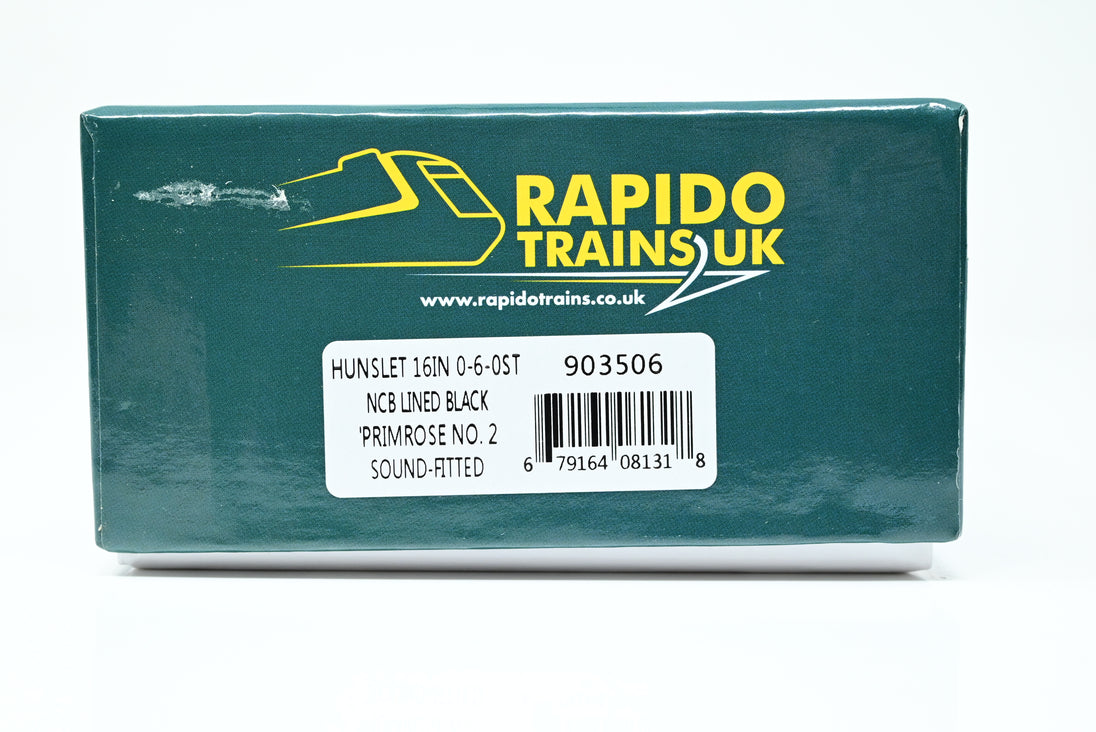 RAPIDO
TRAINS UK
www.rapidotrains.co.uk
HUNSLET 16IN 0-6-0ST
NCB LINED BLACK
'PRIMROSE NO. 2
SOUND-FITTED
903506
6 79164 08131 8